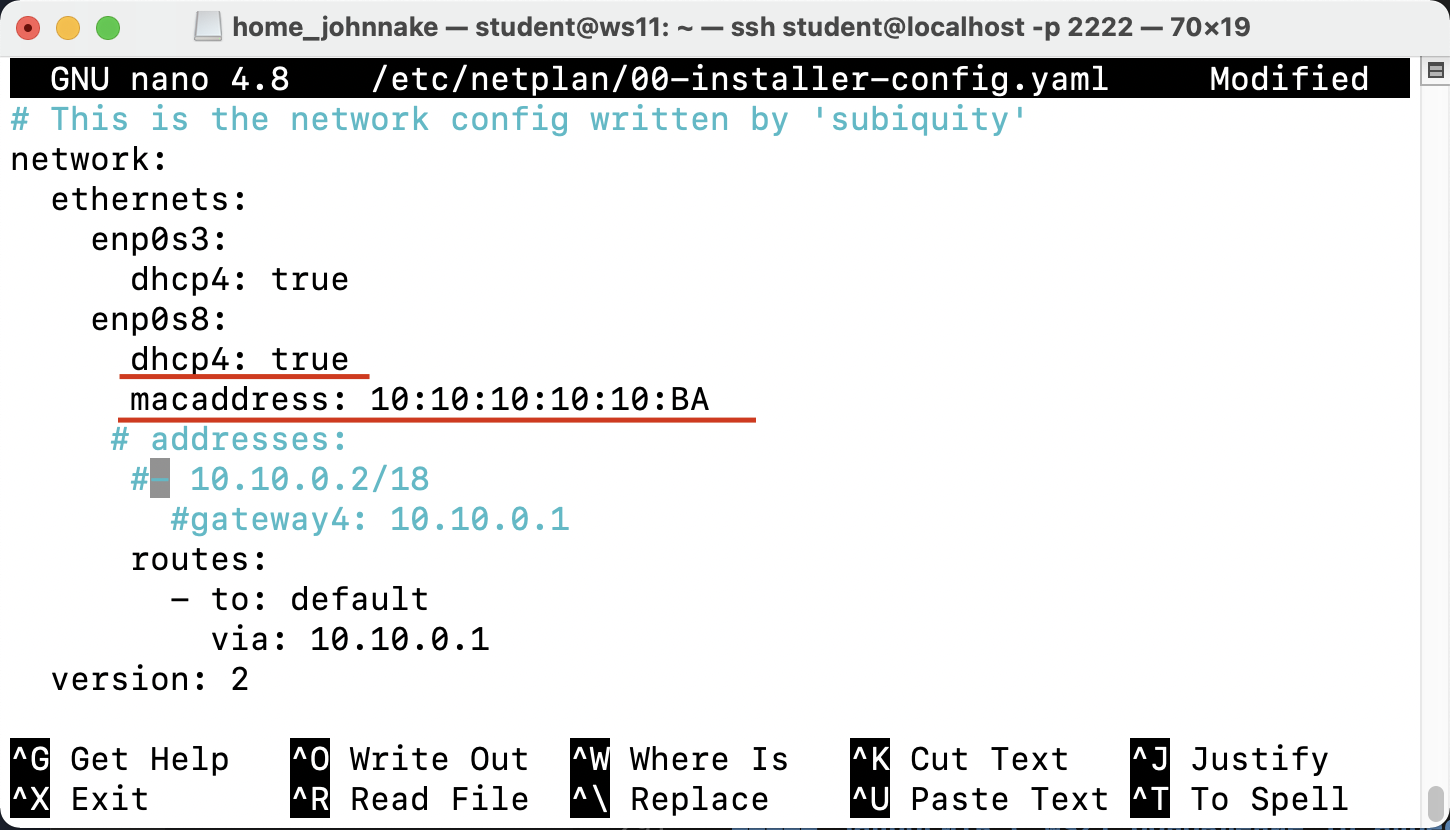 home_johnnake — student@ws11: ~ — ssh student@localhost -p 2222 — 70×19
GNU nano 4.8 /etc/netplan/00-installer-config.yaml Modified
# This is the network config written by 'subiquity'
network:
  ethernets:
    enp0s3:
      dhcp4: true
    enp0s8:
      dhcp4: true
      macaddress: 10:10:10:10:10:BA
     # addresses:
      #- 10.10.0.2/18
        #gateway4: 10.10.0.1
      routes:
        - to: default
          via: 10.10.0.1
  version: 2
^G Get Help ^O Write Out ^W Where Is ^K Cut Text ^J Justify
^X Exit ^R Read File ^\ Replace ^U Paste Text ^T To Spell